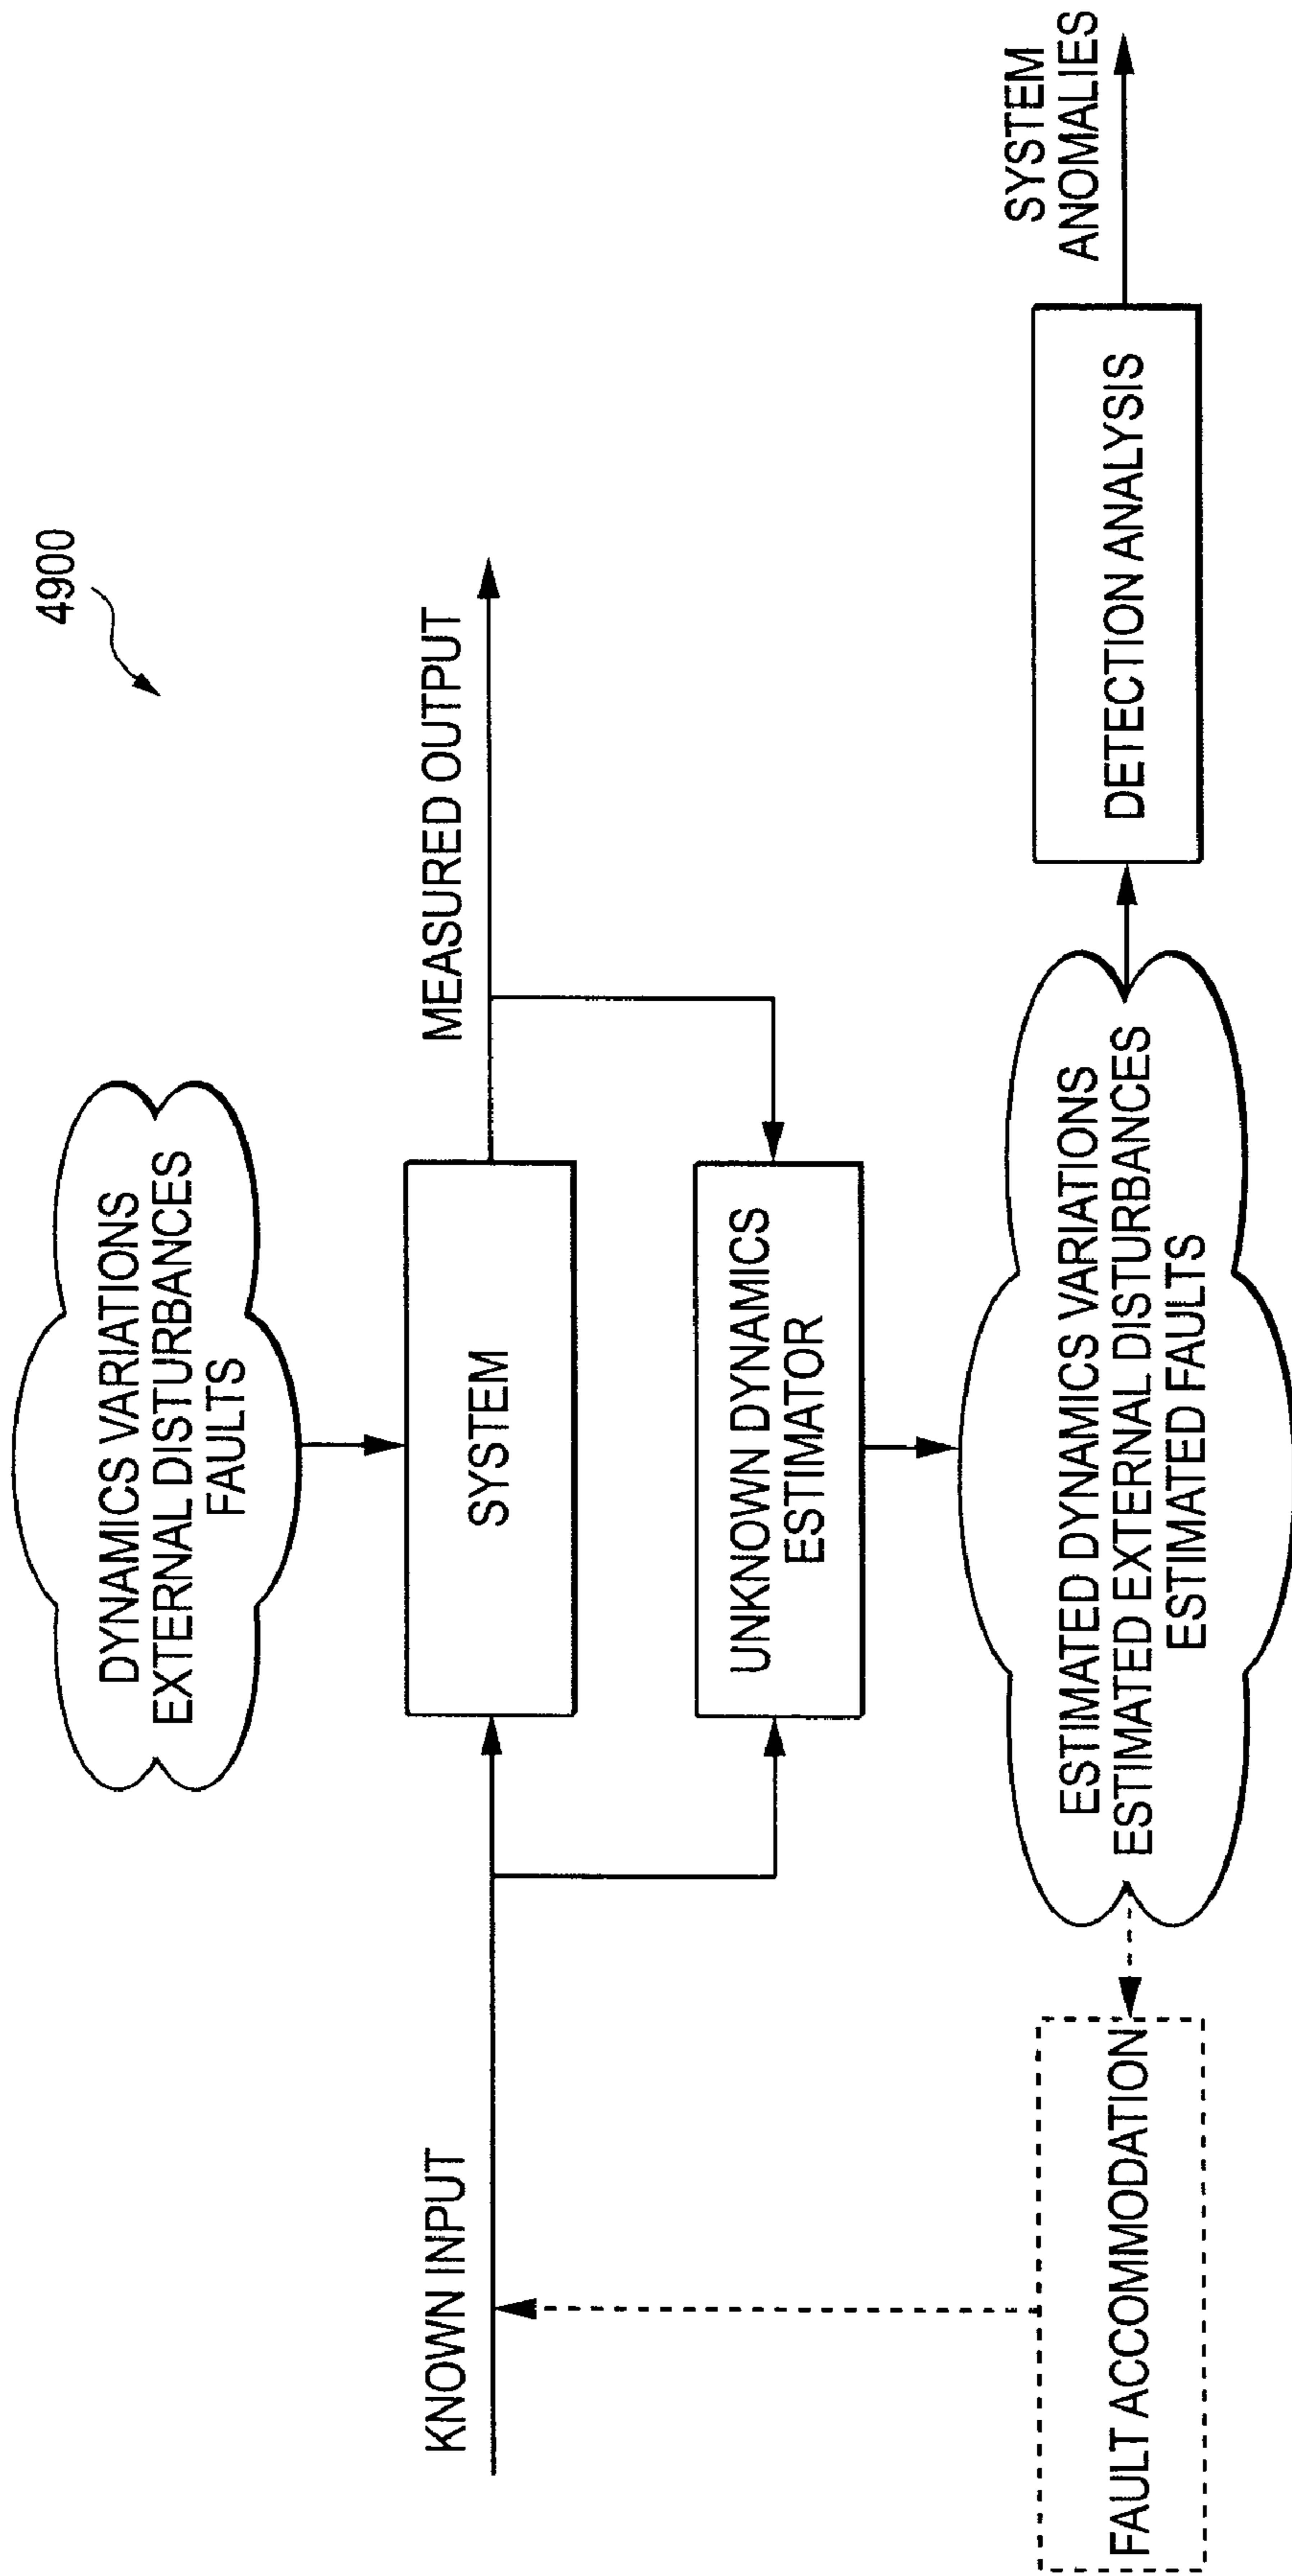 4900
DYNAMICS VARIATIONS
EXTERNAL DISTURBANCES
FAULTS
KNOWN INPUT
SYSTEM
MEASURED OUTPUT
UNKNOWN DYNAMICS
ESTIMATOR
FAULT ACCOMMODATION
ESTIMATED DYNAMICS VARIATIONS
ESTIMATED EXTERNAL DISTURBANCES
ESTIMATED FAULTS
DETECTION ANALYSIS
SYSTEM
ANOMALIES